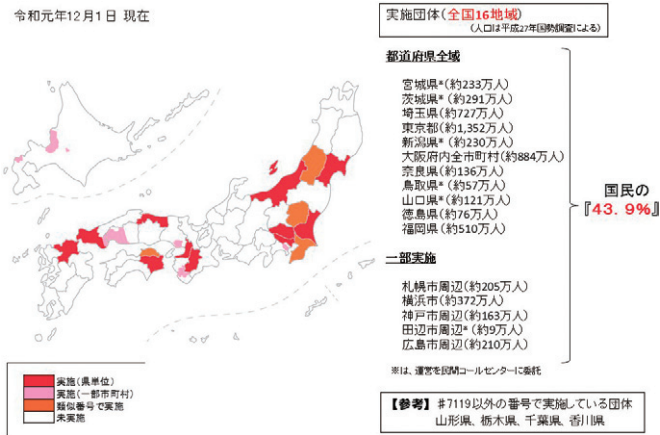 令和元年12月1日 現在
実施団体(全国16地域)
(人口は平成27年国勢調査による)
都道府県全域
宮城県*(約233万人)
茨城県*(約291万人)
埼玉県(約727万人)
東京都(約1,352万人)
新潟県*(約230万人)
大阪府内全市町村(約884万人)
奈良県(約136万人)
鳥取県*(約57万人)
山口県*(約121万人)
徳島県(約76万人)
福岡県(約510万人)
国民の
『43.9%』
一部実施
札幌市周辺(約205万人)
横浜市(約372万人)
神戸市周辺(約163万人)
田辺市周辺*(約9万人)
広島市周辺(約210万人)
※は、運営を民間コールセンターに委託
実施(県単位)
実施(一部市町村)
類似番号で実施
未実施
【参考】 #7119以外の番号で実施している団体
山形県、栃木県、千葉県、香川県